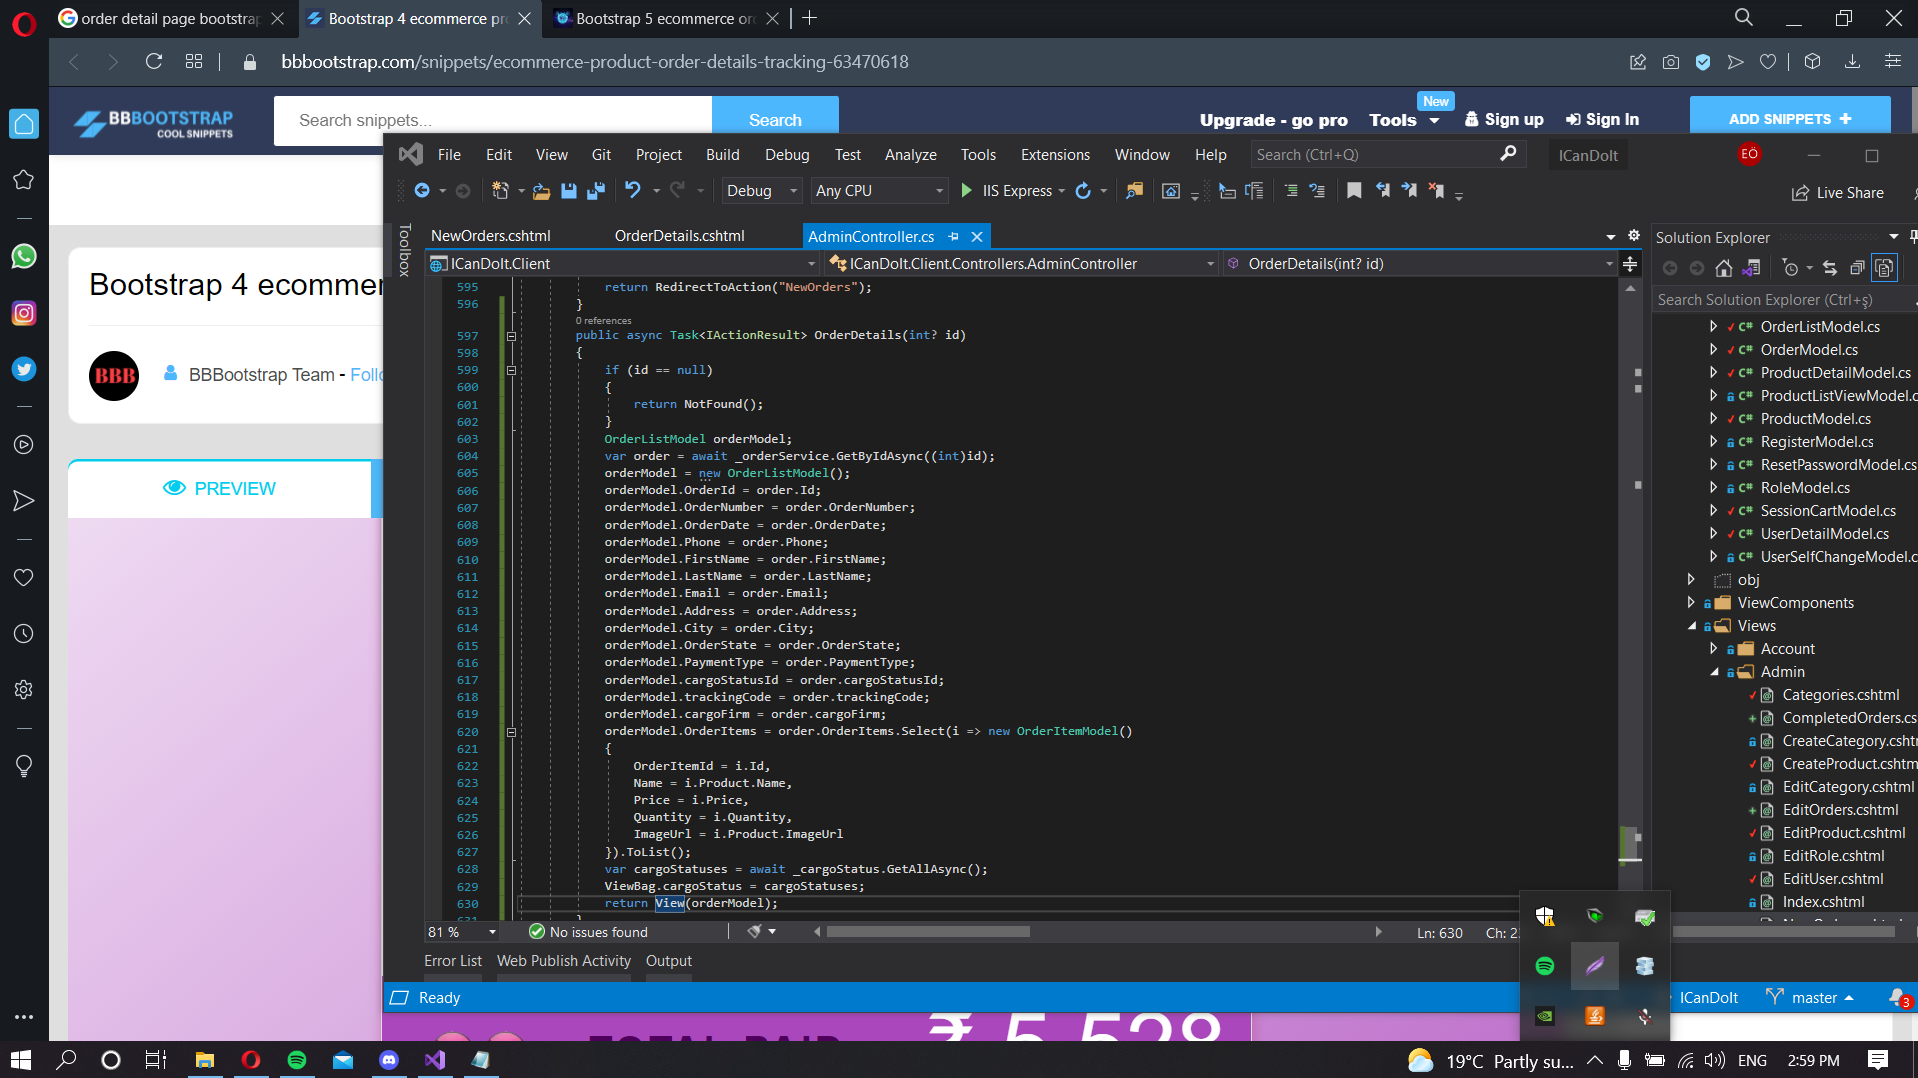 order detail page bootstrap
Bootstrap 4 ecommerce pr
Bootstrap 5 ecommerce or
bbbootstrap.com/snippets/ecommerce-product-order-details-tracking-63470618
BBBOOTSTRAP
COOL SNIPPETS
Search snippets...
Search
Upgrade - go pro
Tools
New
Sign up
Sign In
ADD SNIPPETS +
Bootstrap 4 ecommer
BBB
BBBootstrap Team - Follo
PREVIEW
File Edit View Git Project Build Debug Test Analyze Tools Extensions Window Help
Search (Ctrl+Q)
ICanDoIt
EÖ
Debug
Any CPU
IIS Express
Live Share
Toolbox
NewOrders.cshtml
OrderDetails.cshtml
AdminController.cs
ICanDoIt.Client
ICanDoIt.Client.Controllers.AdminController
OrderDetails(int? id)
595 return RedirectToAction("NewOrders");
596 }
0 references
597 public async Task<IActionResult> OrderDetails(int? id)
598 {
599 if (id == null)
600 {
601 return NotFound();
602 }
603 OrderListModel orderModel;
604 var order = await _orderService.GetByIdAsync((int)id);
605 orderModel = new OrderListModel();
606 orderModel.OrderId = order.Id;
607 orderModel.OrderNumber = order.OrderNumber;
608 orderModel.OrderDate = order.OrderDate;
609 orderModel.Phone = order.Phone;
610 orderModel.FirstName = order.FirstName;
611 orderModel.LastName = order.LastName;
612 orderModel.Email = order.Email;
613 orderModel.Address = order.Address;
614 orderModel.City = order.City;
615 orderModel.OrderState = order.OrderState;
616 orderModel.PaymentType = order.PaymentType;
617 orderModel.cargoStatusId = order.cargoStatusId;
618 orderModel.trackingCode = order.trackingCode;
619 orderModel.cargoFirm = order.cargoFirm;
620 orderModel.OrderItems = order.OrderItems.Select(i => new OrderItemModel()
621 {
622 OrderItemId = i.Id,
623 Name = i.Product.Name,
624 Price = i.Price,
625 Quantity = i.Quantity,
626 ImageUrl = i.Product.ImageUrl
627 }).ToList();
628 var cargoStatuses = await _cargoStatus.GetAllAsync();
629 ViewBag.cargoStatus = cargoStatuses;
630 return View(orderModel);
631 }
81 %
No issues found
Ln: 630
Ch: 2
Error List
Web Publish Activity
Output
Ready
Solution Explorer
Search Solution Explorer (Ctrl+ş)
C# OrderListModel.cs
C# OrderModel.cs
C# ProductDetailModel.cs
C# ProductListViewModel.c
C# ProductModel.cs
C# RegisterModel.cs
C# ResetPasswordModel.cs
C# RoleModel.cs
C# SessionCartModel.cs
C# UserDetailModel.cs
C# UserSelfChangeModel.c
obj
ViewComponents
Views
Account
Admin
Categories.cshtml
CompletedOrders.cs
CreateCategory.cshtm
CreateProduct.cshtm
EditCategory.cshtml
EditOrders.cshtml
EditProduct.cshtml
EditRole.cshtml
EditUser.cshtml
Index.cshtml
ICanDoIt
master
3
TOTAL PAID
₹ 5,528
19°C Partly su...
ENG
2:59 PM